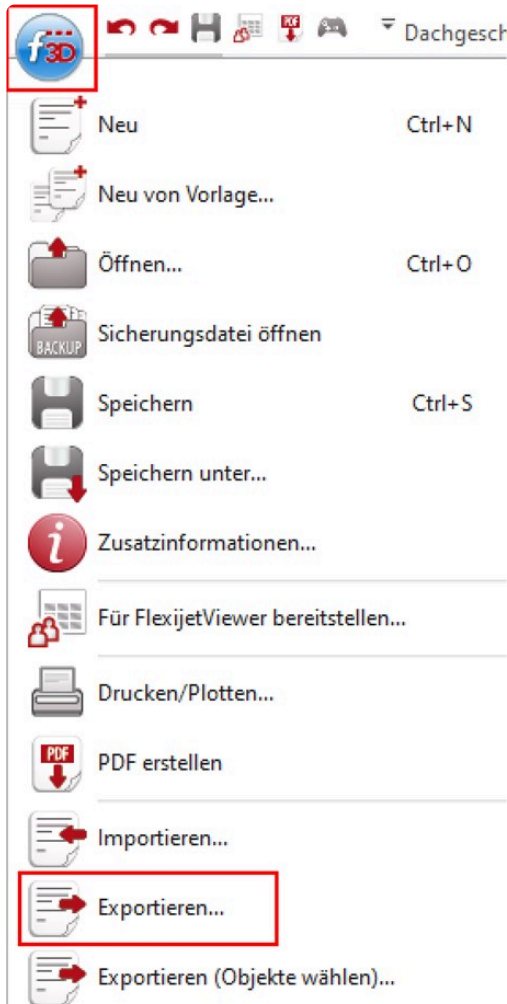 f3D
Dachgesch
Neu Ctrl+N
Neu von Vorlage...
Öffnen... Ctrl+O
BACKUP Sicherungsdatei öffnen
Speichern Ctrl+S
Speichern unter...
i Zusatzinformationen...
Für FlexijetViewer bereitstellen...
Drucken/Plotten...
PDF PDF erstellen
Importieren...
Exportieren...
Exportieren (Objekte wählen)...